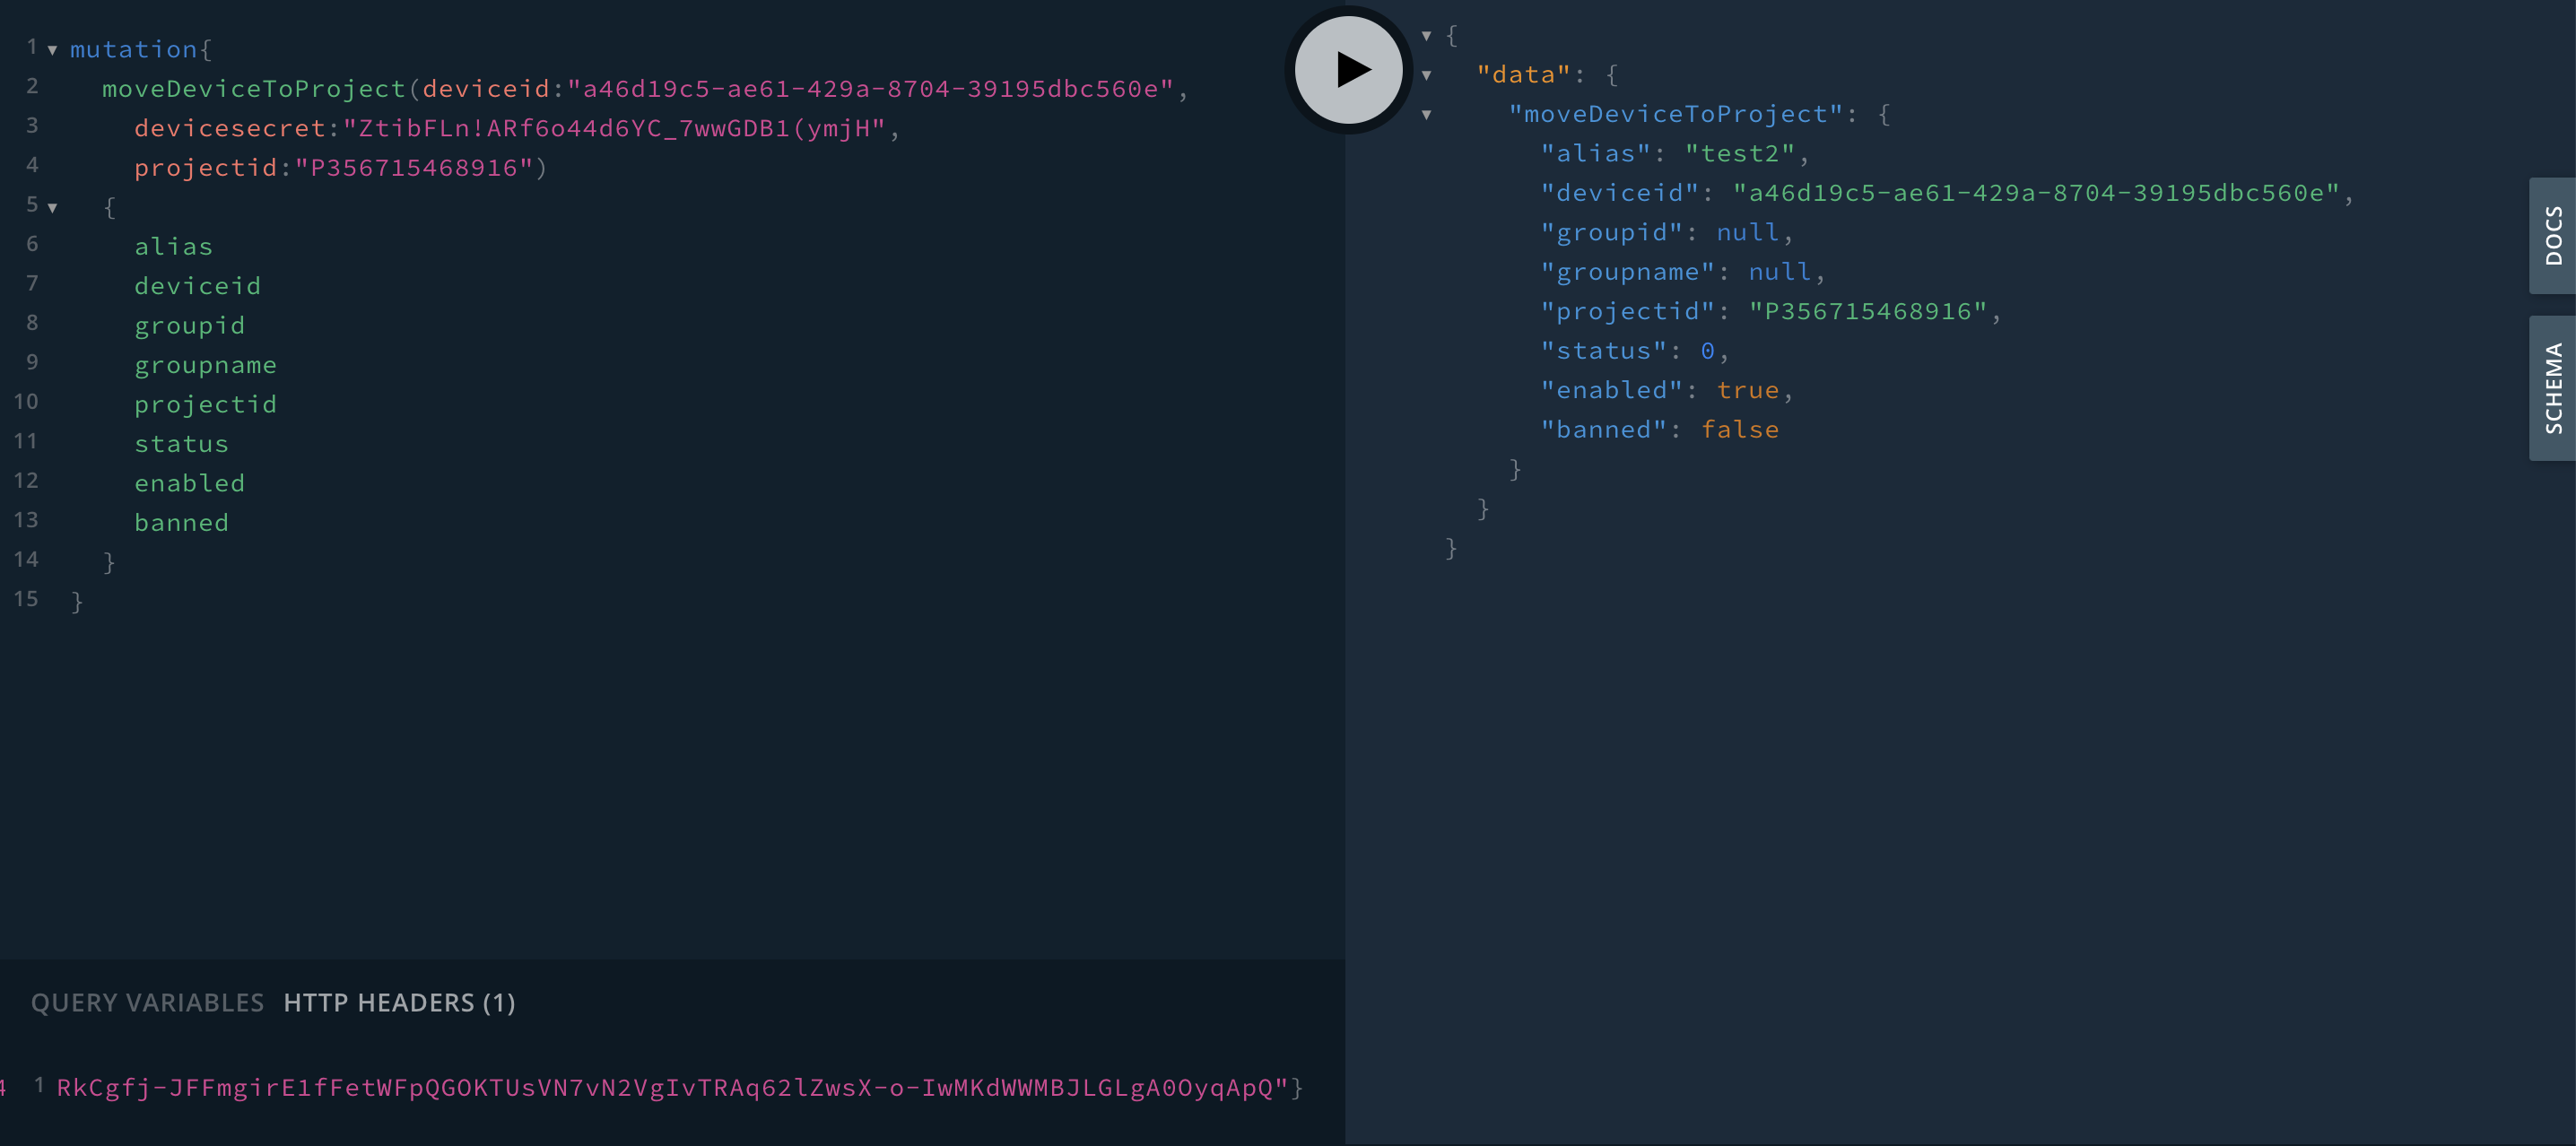 1 mutation{
2 moveDeviceToProject(deviceid:"a46d19c5-ae61-429a-8704-39195dbc560e",
3 devicesecret:"ZtibFLn!ARf6o44d6YC_7wwGDB1(ymjH",
4 projectid:"P356715468916")
5 {
6 alias
7 deviceid
8 groupid
9 groupname
10 projectid
11 status
12 enabled
13 banned
14 }
15 }
QUERY VARIABLES HTTP HEADERS (1)
4 1 RkCgfj-JFFmgirE1fFetWFpQGOKTUsVN7vN2VgIvTRAq62lZwsX-o-IwMKdWWMBJLGLgA0OyqApQ"}
{
"data": {
"moveDeviceToProject": {
"alias": "test2",
"deviceid": "a46d19c5-ae61-429a-8704-39195dbc560e",
"groupid": null,
"groupname": null,
"projectid": "P356715468916",
"status": 0,
"enabled": true,
"banned": false
}
}
}
DOCS
SCHEMA